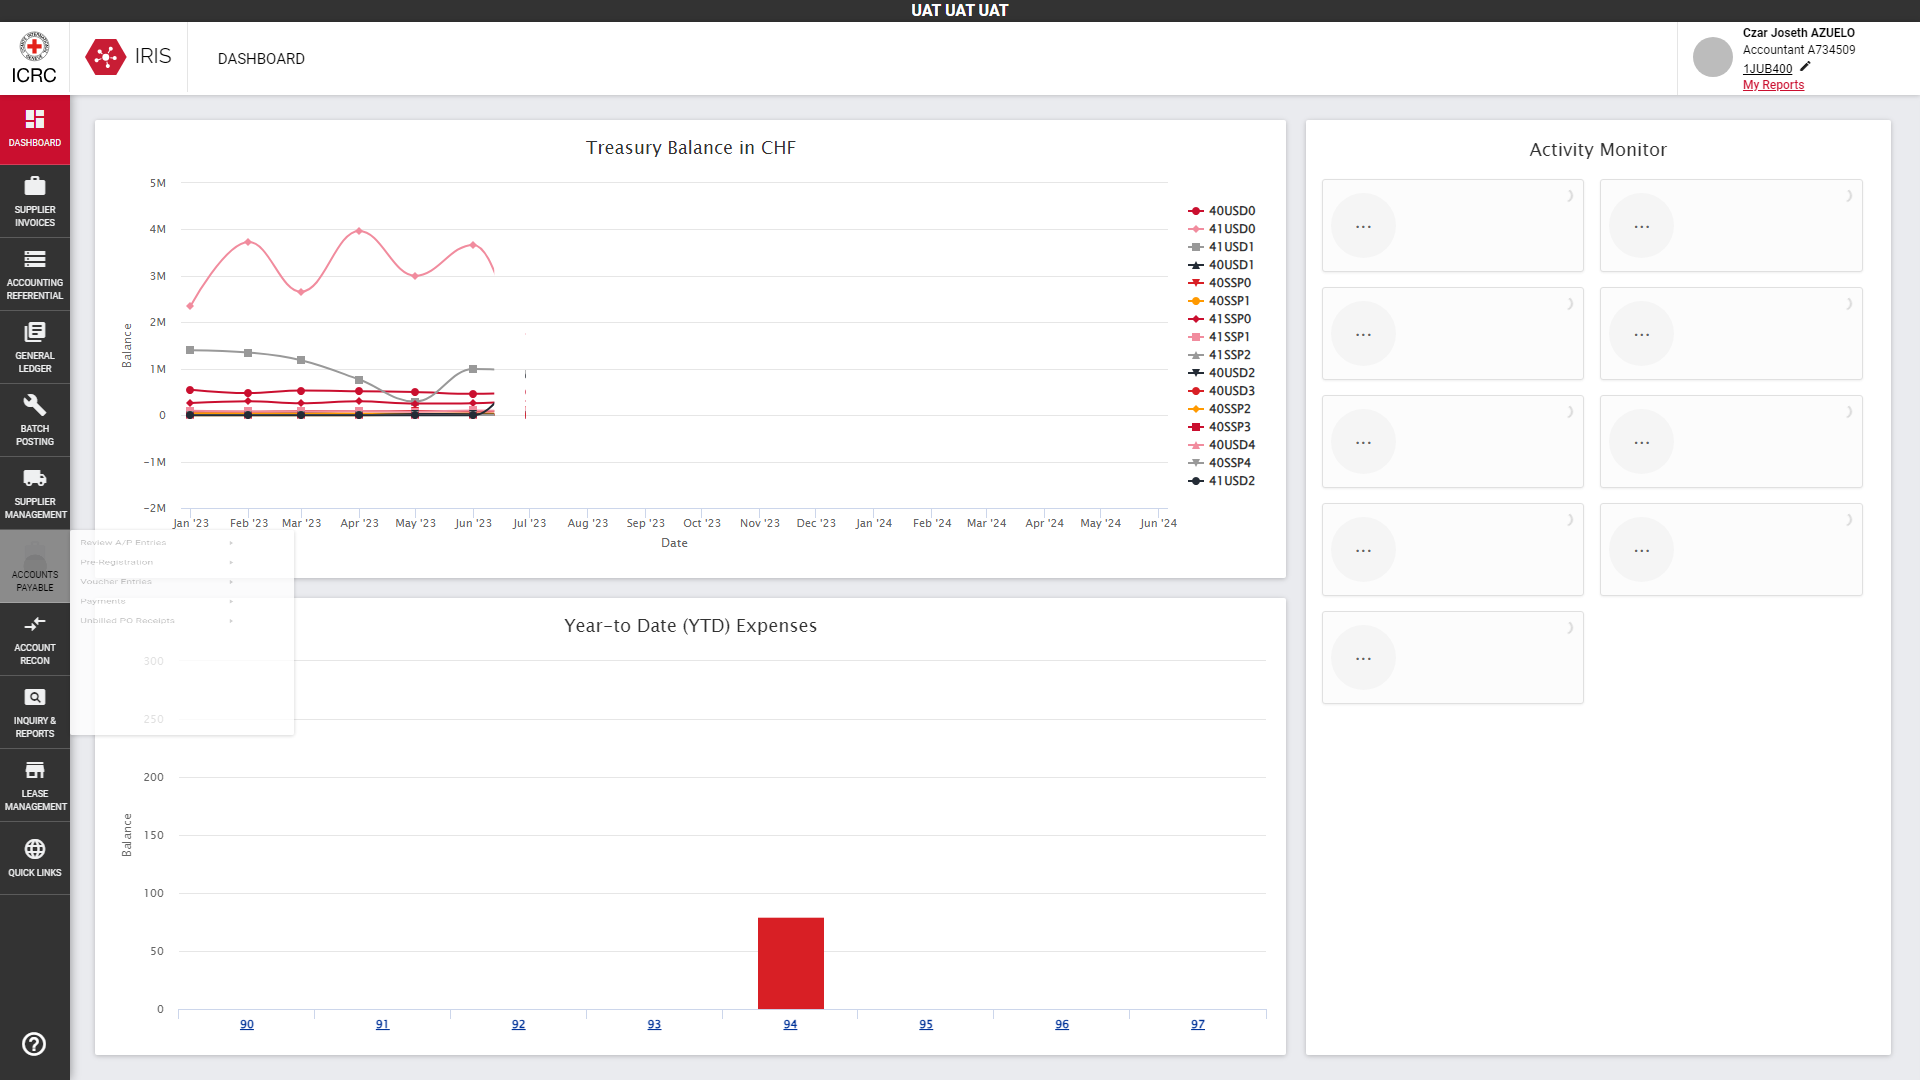 UAT UAT UAT
ICRC
IRIS
DASHBOARD
Czar Joseth AZUELO
Accountant A734509
1JUB400
My Reports
DASHBOARD
SUPPLIER
INVOICES
ACCOUNTING
REFERENTIAL
GENERAL
LEDGER
BATCH
POSTING
SUPPLIER
MANAGEMENT
ACCOUNTS
PAYABLE
ACCOUNT
RECON
INQUIRY &
REPORTS
LEASE
MANAGEMENT
QUICK LINKS
Review A/P Entries
Pre-Registration
Voucher Entries
Payments
Unbilled PO Receipts
Treasury Balance in CHF
5M
4M
3M
2M
1M
0
-1M
-2M
Balance
Jan '23 Feb '23 Mar '23 Apr '23 May '23 Jun '23 Jul '23 Aug '23 Sep '23 Oct '23 Nov '23 Dec '23 Jan '24 Feb '24 Mar '24 Apr '24 May '24 Jun '24
Date
40USD0
41USD0
41USD1
40USD1
40SSP0
40SSP1
41SSP0
41SSP1
41SSP2
40USD2
40USD3
40SSP2
40SSP3
40USD4
40SSP4
41USD2
Year-to Date (YTD) Expenses
300
250
200
150
100
50
0
Balance
90 91 92 93 94 95 96 97
Activity Monitor
... ...
... ...
... ...
... ...
...